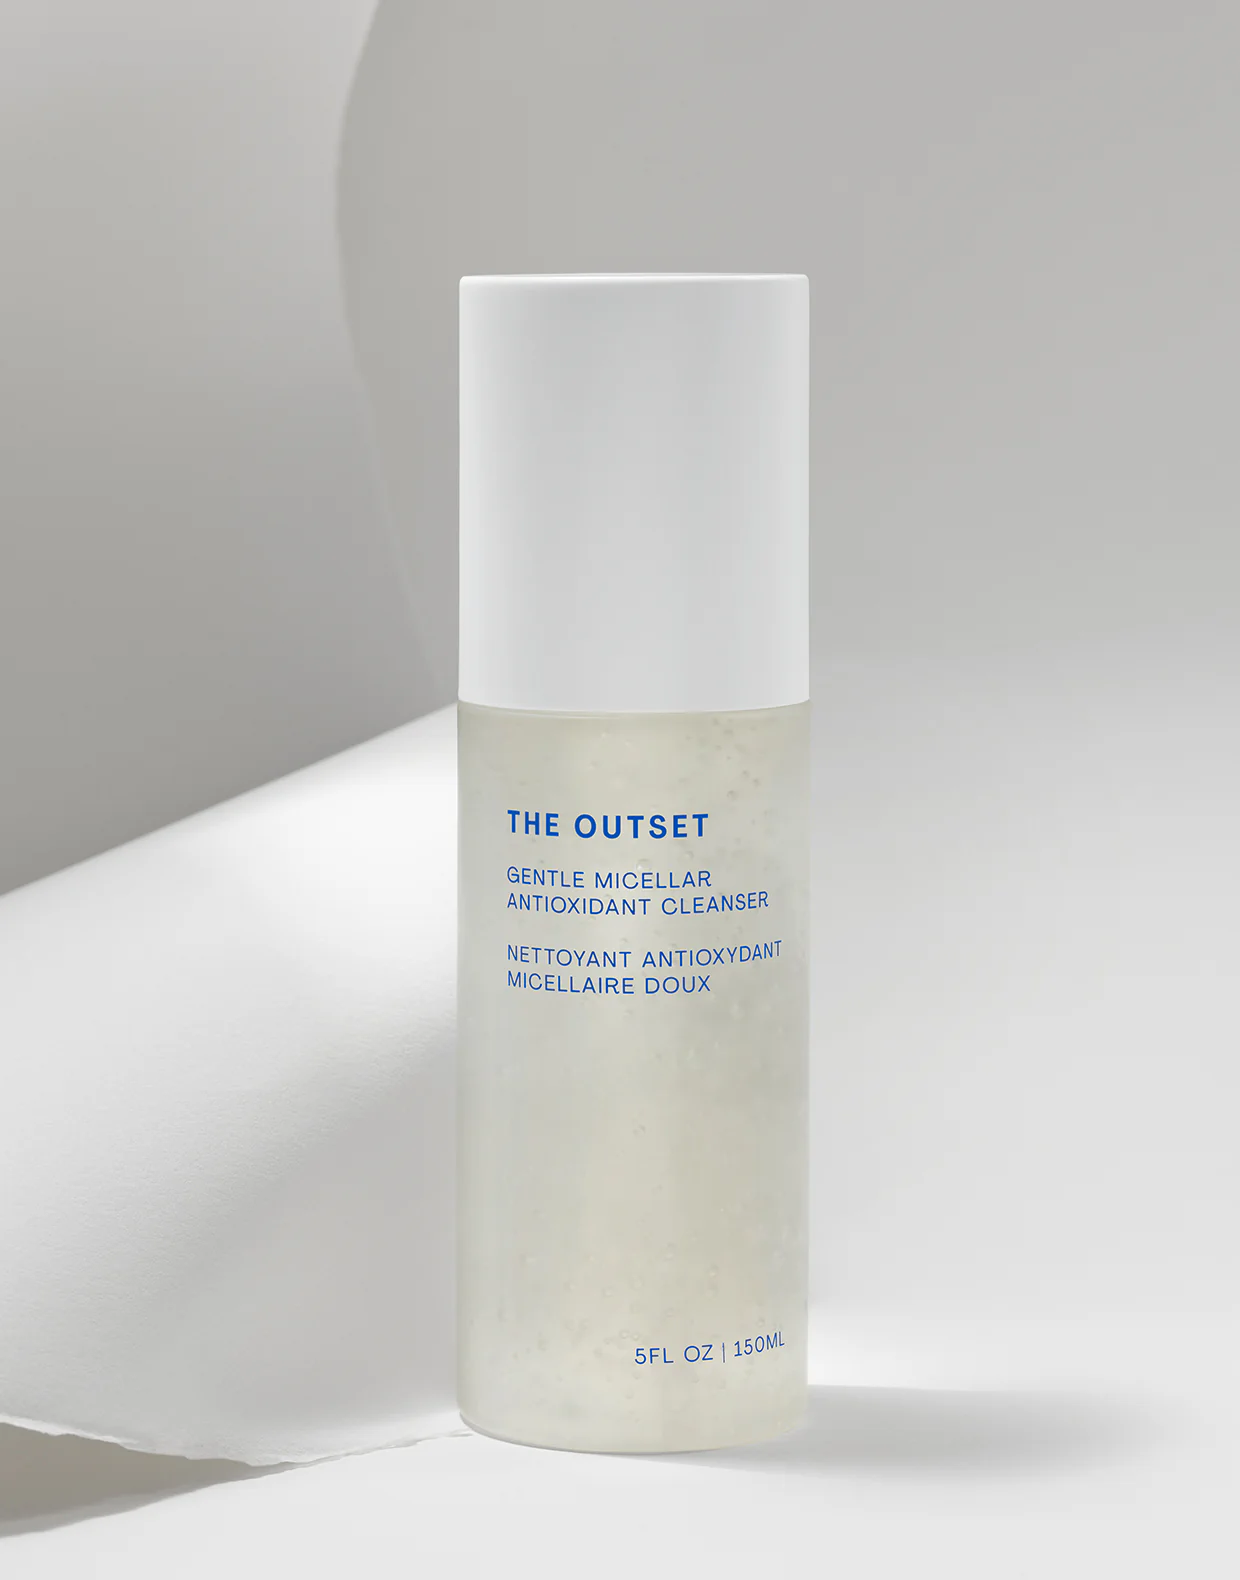 THE OUTSET
GENTLE MICELLAR
ANTIOXIDANT CLEANSER
NETTOYANT ANTIOXYDANT
MICELLAIRE DOUX
5FL OZ | 150ML